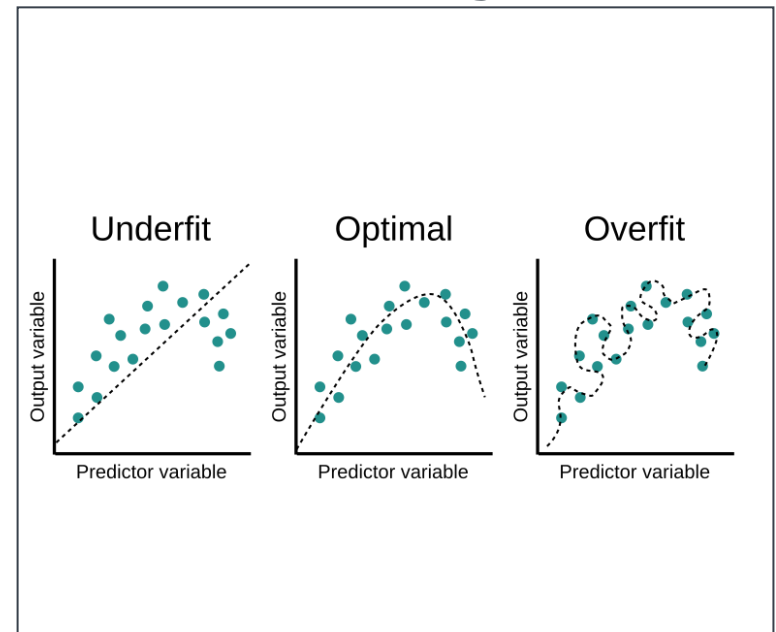 Underfit
Optimal
Overfit
Output variable
Predictor variable
Output variable
Predictor variable
Output variable
Predictor variable